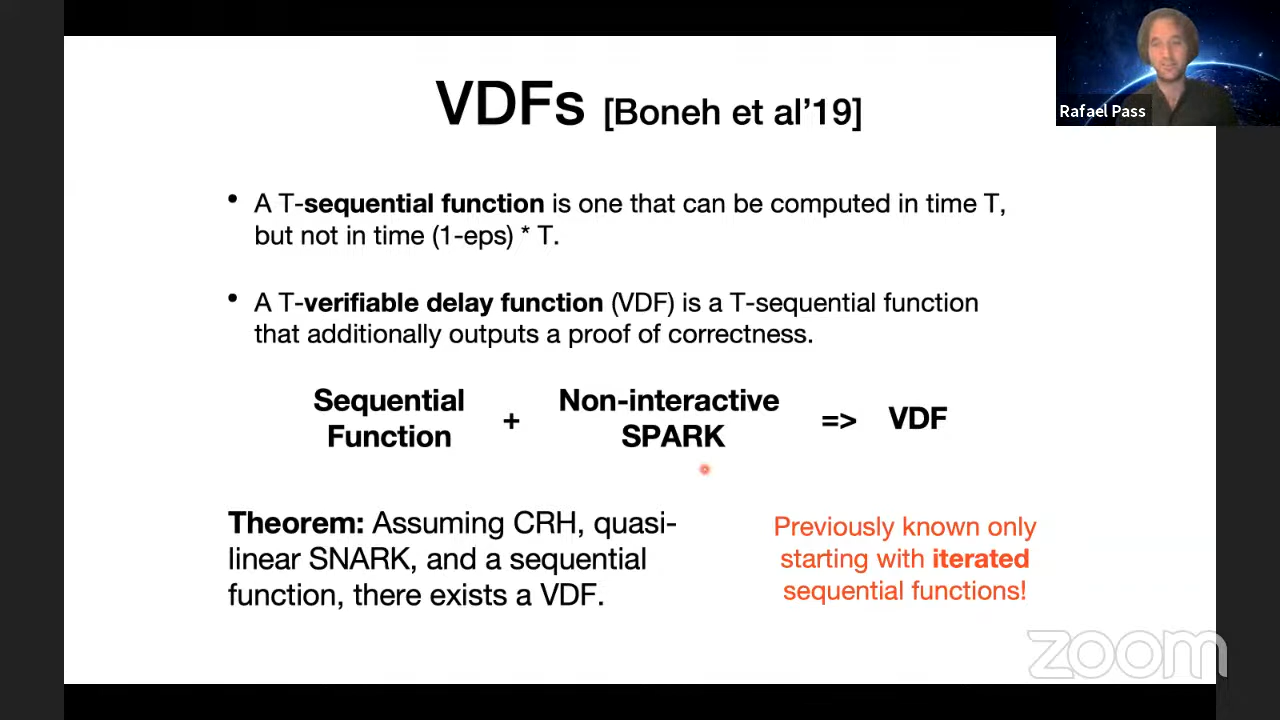 VDFs [Boneh et al'19]
Rafael Pass
• A T-sequential function is one that can be computed in time T,
but not in time (1-eps) * T.
• A T-verifiable delay function (VDF) is a T-sequential function
that additionally outputs a proof of correctness.
Sequential
Function
+
Non-interactive
SPARK
=>
VDF
Theorem: Assuming CRH, quasi-
linear SNARK, and a sequential
function, there exists a VDF.
Previously known only
starting with iterated
sequential functions!
zoom